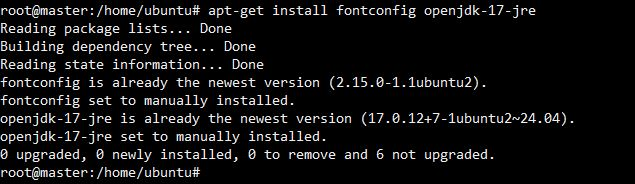 root@master:/home/ubuntu# apt-get install fontconfig openjdk-17-jre
Reading package lists... Done
Building dependency tree... Done
Reading state information... Done
fontconfig is already the newest version (2.15.0-1.1ubuntu2).
fontconfig set to manually installed.
openjdk-17-jre is already the newest version (17.0.12+7-1ubuntu2~24.04).
openjdk-17-jre set to manually installed.
0 upgraded, 0 newly installed, 0 to remove and 6 not upgraded.
root@master:/home/ubuntu#